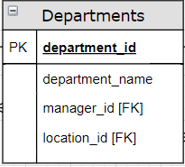 Departments
PK department_id
department_name
manager_id [FK]
location_id [FK]